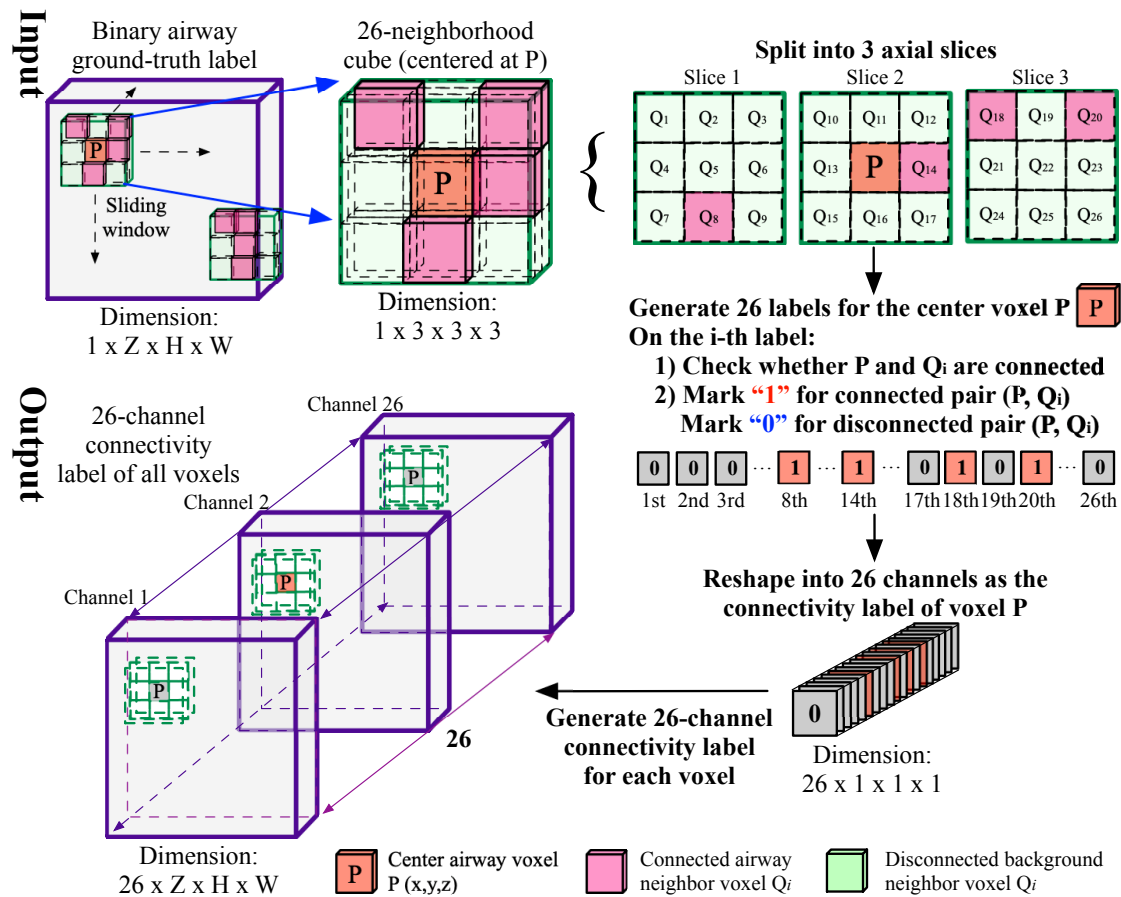 Input
Binary airway
ground-truth label
P
Sliding
window
Dimension:
1 x Z x H x W
26-neighborhood
cube (centered at P)
P
Dimension:
1 x 3 x 3 x 3
{
Split into 3 axial slices
Slice 1
Q1 Q2 Q3
Q4 Q5 Q6
Q7 Q8 Q9
Slice 2
Q10 Q11 Q12
Q13 P Q14
Q15 Q16 Q17
Slice 3
Q18 Q19 Q20
Q21 Q22 Q23
Q24 Q25 Q26
Generate 26 labels for the center voxel P P
On the i-th label:
1) Check whether P and Qi are connected
2) Mark “1” for connected pair (P, Qi)
Mark “0” for disconnected pair (P, Qi)
0 0 0 ... 1 ... 1 ... 0 1 0 1 ... 0
1st 2nd 3rd 8th 14th 17th 18th 19th 20th 26th
Reshape into 26 channels as the
connectivity label of voxel P
0
Dimension:
26 x 1 x 1 x 1
Generate 26-channel
connectivity label
for each voxel
Output
26-channel
connectivity
label of all voxels
Channel 26
P
Channel 2
P
Channel 1
P
26
Dimension:
26 x Z x H x W
P
Center airway voxel
P (x,y,z)
Connected airway
neighbor voxel Qi
Disconnected background
neighbor voxel Qi